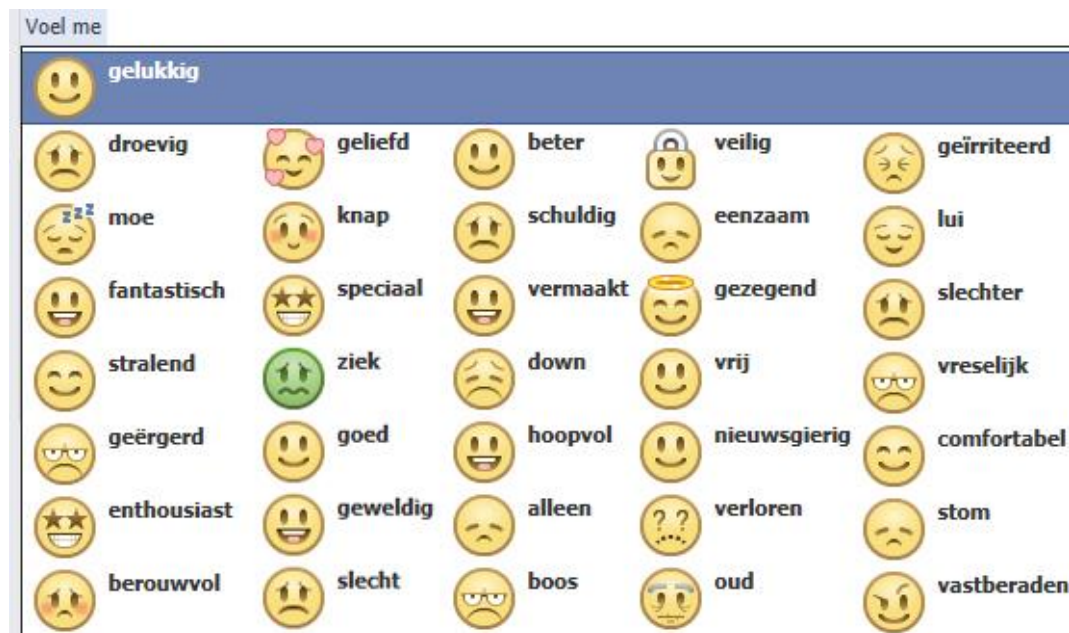 Voel me
gelukkig
droevig geliefd beter veilig geïrriteerd
zzz
moe knap schuldig eenzaam lui
fantastisch speciaal vermaakt gezegend slechter
stralend ziek down vrij vreselijk
geërgerd goed hoopvol nieuwsgierig comfortabel
enthousiast geweldig alleen verloren stom
? ?
berouwvol slecht boos oud vastberaden